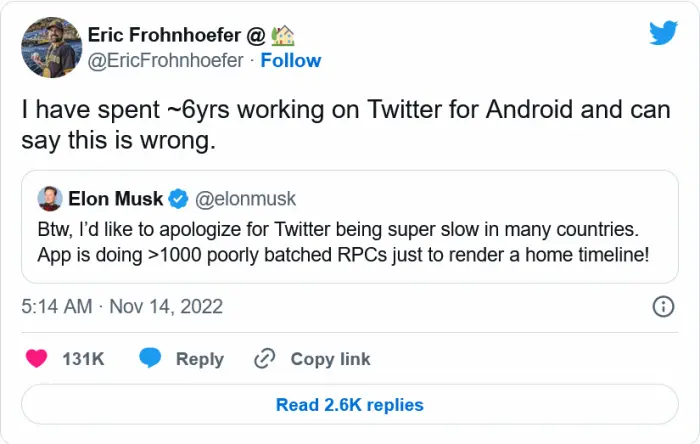 Eric Frohnhoefer @ 🏡
@EricFrohnhoefer · Follow
I have spent ~6yrs working on Twitter for Android and can
say this is wrong.
Elon Musk @elonmusk
Btw, I’d like to apologize for Twitter being super slow in many countries.
App is doing >1000 poorly batched RPCs just to render a home timeline!
5:14 AM · Nov 14, 2022
131K Reply Copy link
Read 2.6K replies